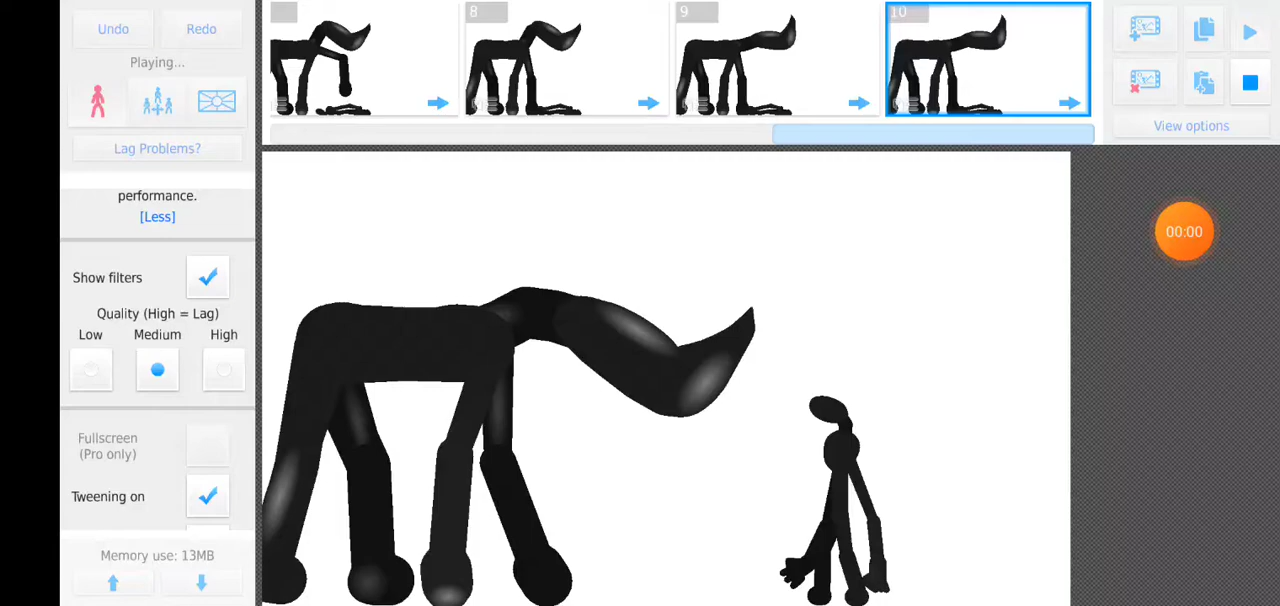 Undo
Redo
Playing...
Lag Problems?
performance.
[Less]
Show filters
Quality (High = Lag)
Low
Medium
High
Fullscreen
(Pro only)
Tweening on
Memory use: 13MB
8
9
10
View options
00:00